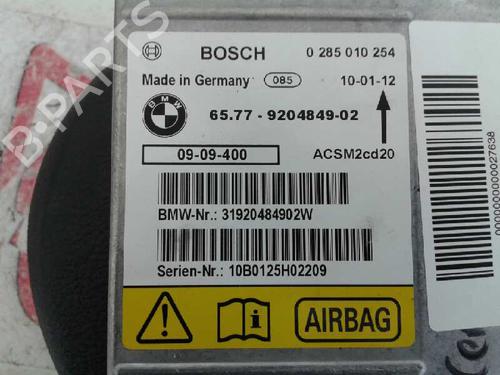 BOSCH 0 285 010 254
Made in Germany 085 10-01-12
BMW
65.77 - 9204849-02
09-09-400 ACSM2cd20
BMW-Nr.: 31920484902W
Serien-Nr.: 10B0125H02209
AIRBAG
B-PARTS